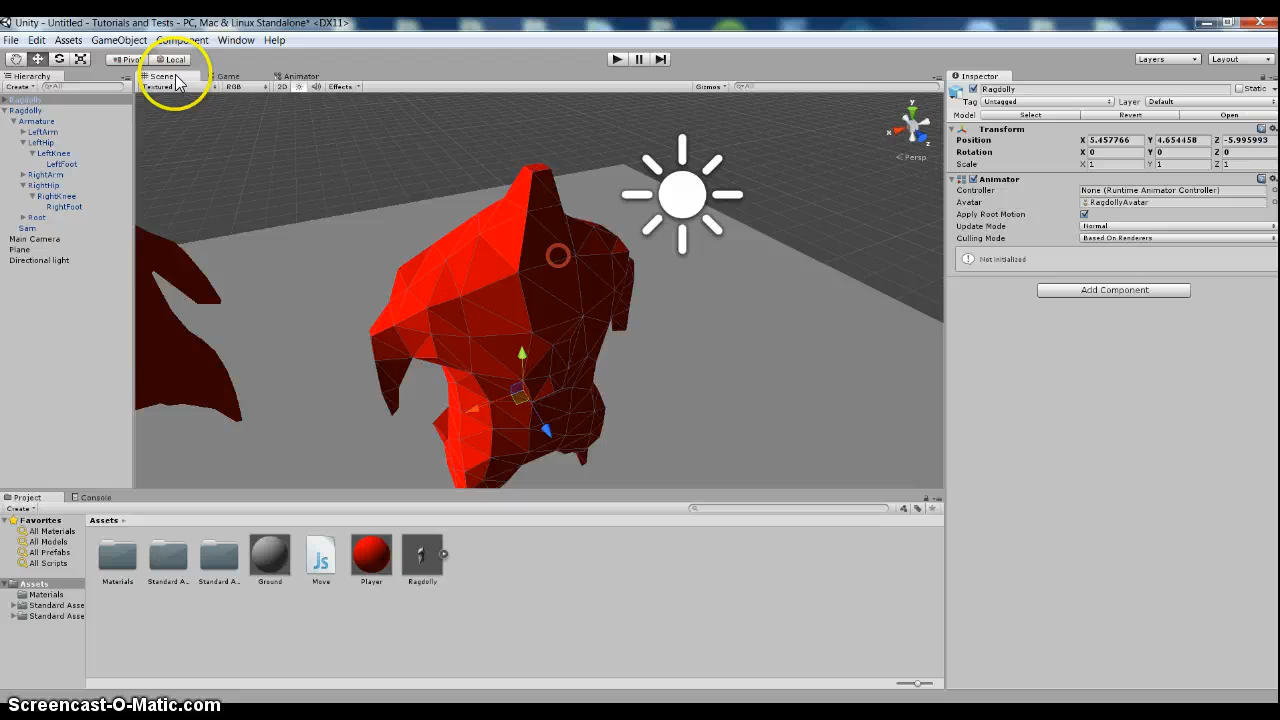 Unity - Untitled - Tutorials and Tests - PC, Mac & Linux Standalone* <DX11>
File Edit Assets GameObject Component Window Help
Pivot Local Layers Layout
Hierarchy Scene Game Animator Inspector
Create All Textured RGB 2D Effects Gizmos All
Ragdolly
Ragdolly
Armature
LeftArm
LeftHip
LeftKnee
LeftFoot
RightArm
RightHip
RightKnee
RightFoot
Root
Sam
Main Camera
Plane
Directional light
y
x
z
Persp
Ragdolly Static
Tag Untagged Layer Default
Model Select Revert Open
Transform
Position X 5.457766 Y 4.654458 Z -5.995993
Rotation X 0 Y 0 Z 0
Scale X 1 Y 1 Z 1
Animator
Controller None (Runtime Animator Controller)
Avatar RagdollyAvatar
Apply Root Motion
Update Mode Normal
Culling Mode Based On Renderers
Not Initialized
Add Component
Project Console
Create
Favorites
All Materials
All Models
All Prefabs
All Scripts
Assets
Materials
Standard Asse
Standard Asse
Assets
Js
Materials Standard A... Standard A... Ground Move Player Ragdolly
Screencast-O-Matic.com